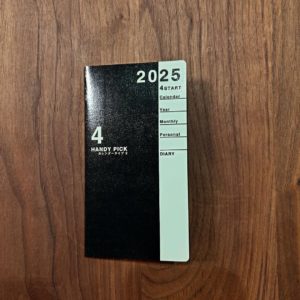 2025
4START
Calendar
Year
Monthly
Personal
DIARY
4
HANDY PICK